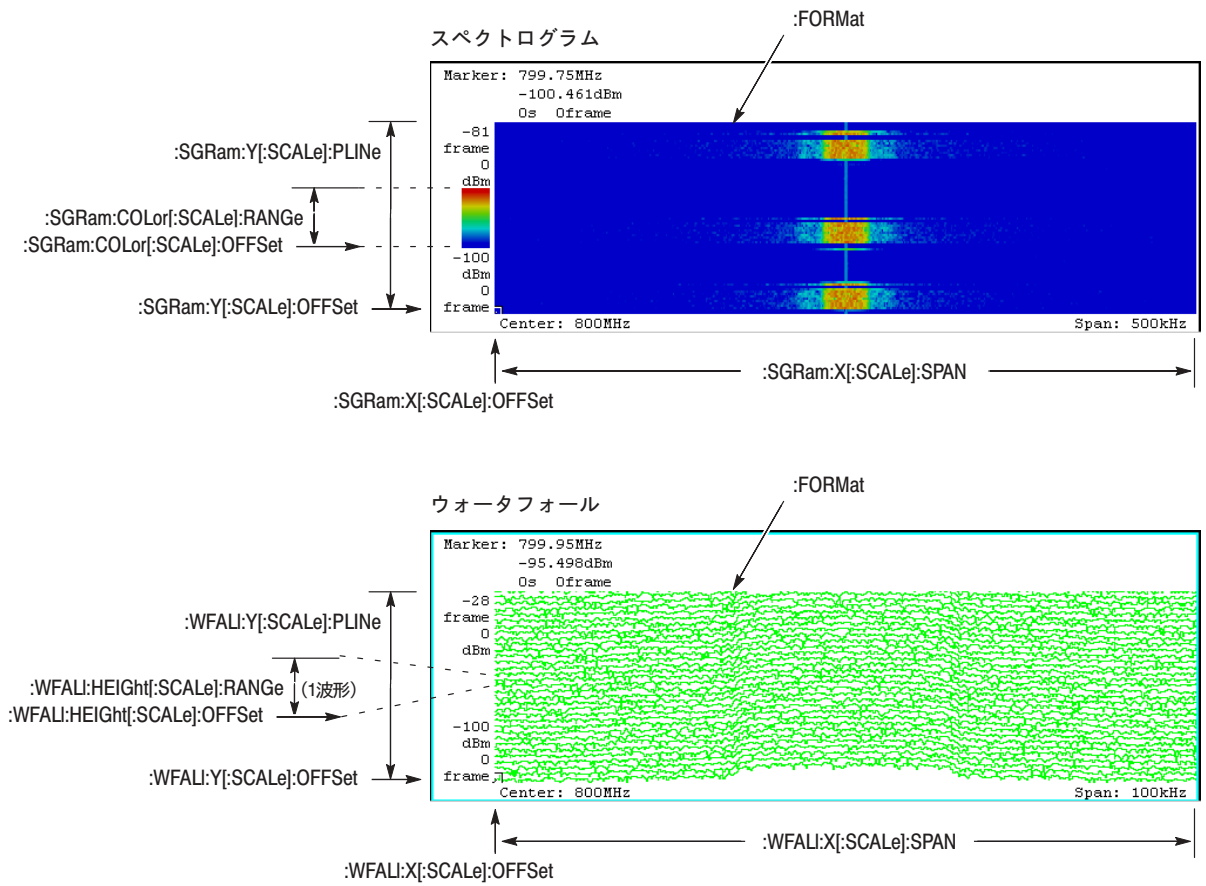 :FORMat
スペクトログラム
Marker: 799.75MHz
-100.461dBm
0s 0frame
-81
frame
0
dBm
-100
dBm
0
frame
:SGRam:Y[:SCALe]:PLINe
:SGRam:COLor[:SCALe]:RANGe
:SGRam:COLor[:SCALe]:OFFSet
:SGRam:Y[:SCALe]:OFFSet
Center: 800MHz
Span: 500kHz
:SGRam:X[:SCALe]:SPAN
:SGRam:X[:SCALe]:OFFSet
:FORMat
ウォータフォール
Marker: 799.95MHz
-95.498dBm
0s 0frame
-28
frame
0
dBm
-100
dBm
0
frame
:WFALl:Y[:SCALe]:PLINe
:WFALl:HEIGht[:SCALe]:RANGe
(1波形)
:WFALl:HEIGht[:SCALe]:OFFSet
:WFALl:Y[:SCALe]:OFFSet
Center: 800MHz
Span: 100kHz
:WFALl:X[:SCALe]:SPAN
:WFALl:X[:SCALe]:OFFSet